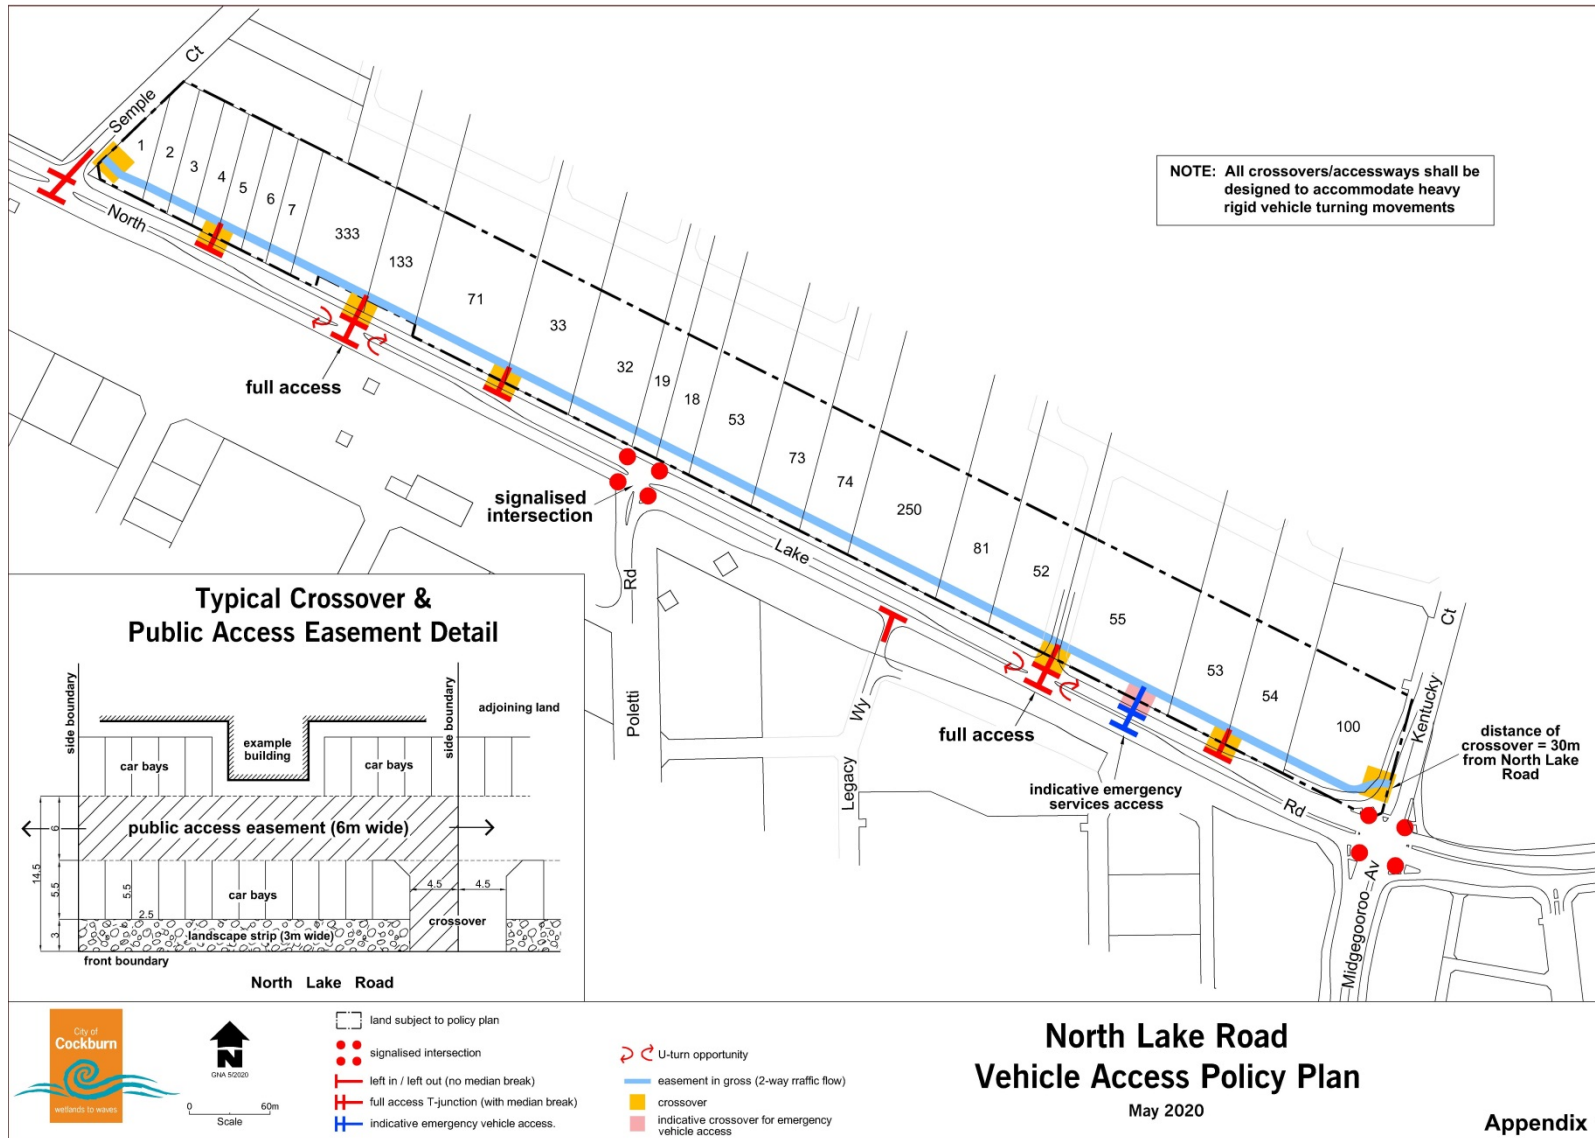 Semple Ct
1
2
3
4
5
6
7
333
133
71
33
32
19
18
53
73
74
250
81
52
55
53
54
100
NOTE: All crossovers/accessways shall be
designed to accommodate heavy
rigid vehicle turning movements
North
Lake
Rd
full access
signalised
intersection
Poletti
Rd
Legacy
Wy
full access
indicative emergency
services access
Kentucky
Ct
distance of
crossover = 30m
from North Lake
Road
Midgegooroo Av
Typical Crossover &
Public Access Easement Detail
side boundary
side boundary
adjoining land
example
building
car bays
car bays
public access easement (6m wide)
14.5
6
5.5
3
5.5
2.5
car bays
4.5
4.5
crossover
landscape strip (3m wide)
front boundary
North Lake Road
City of
Cockburn
wetlands to waves
N
GNA 5/2020
0 60m
Scale
land subject to policy plan
signalised intersection
left in / left out (no median break)
full access T-junction (with median break)
indicative emergency vehicle access.
U-turn opportunity
easement in gross (2-way rraffic flow)
crossover
indicative crossover for emergency
vehicle access
North Lake Road
Vehicle Access Policy Plan
May 2020
Appendix